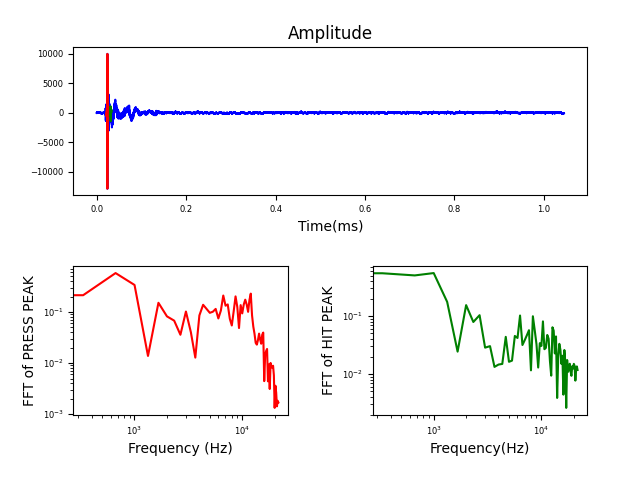 Amplitude
10000
5000
0
−5000
−10000
0.0 0.2 0.4 0.6 0.8 1.0
Time(ms)
FFT of PRESS PEAK
10⁻¹
10⁻²
10⁻³
10³ 10⁴
Frequency (Hz)
FFT of HIT PEAK
10⁻¹
10⁻²
10³ 10⁴
Frequency(Hz)